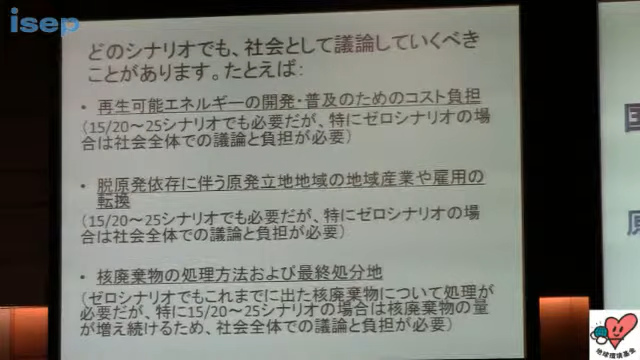 isep
どのシナリオでも、社会として議論していくべき
ことがあります。たとえば：
• 再生可能エネルギーの開発・普及のためのコスト負担
（15/20～25シナリオでも必要だが、特にゼロシナリオの場
合は社会全体での議論と負担が必要）
• 脱原発依存に伴う原発立地地域の地域産業や雇用の
転換
（15/20～25シナリオでも必要だが、特にゼロシナリオの場
合は社会全体での議論と負担が必要）
• 核廃棄物の処理方法および最終処分地
（ゼロシナリオでもこれまでに出た核廃棄物について処理が
必要だが、特に15/20～25シナリオの場合は核廃棄物の量
が増え続けるため、社会全体での議論と負担が必要）
地球環境基金